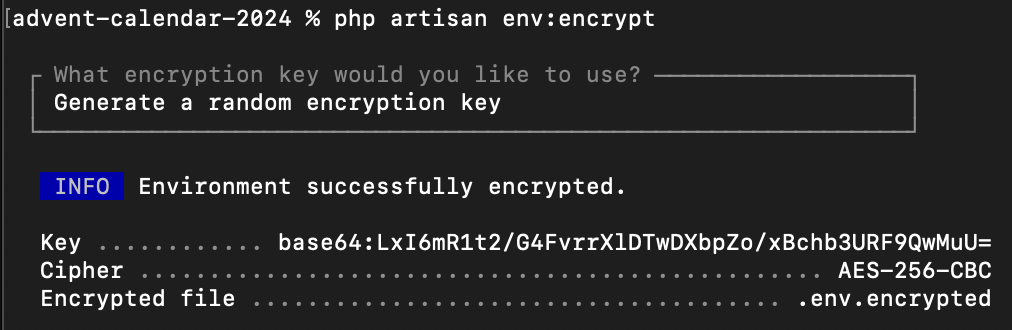 [advent-calendar-2024 % php artisan env:encrypt
What encryption key would you like to use?
Generate a random encryption key
INFO Environment successfully encrypted.
Key ............ base64:LxI6mR1t2/G4FvrrXlDTwDXbpZo/xBchb3URF9QwMuU=
Cipher ................................................. AES-256-CBC
Encrypted file ...................................... .env.encrypted